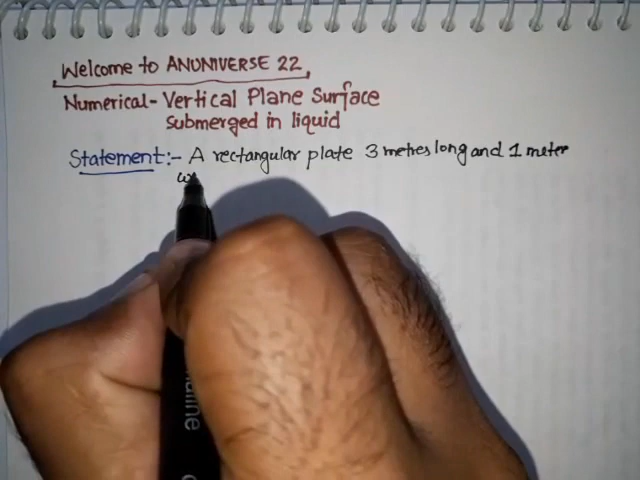 Welcome to ANUNIVERSE 22
Numerical- Vertical Plane Surface
Submerged in liquid
Statement:- A rectangular plate 3 metres long and 1 meter